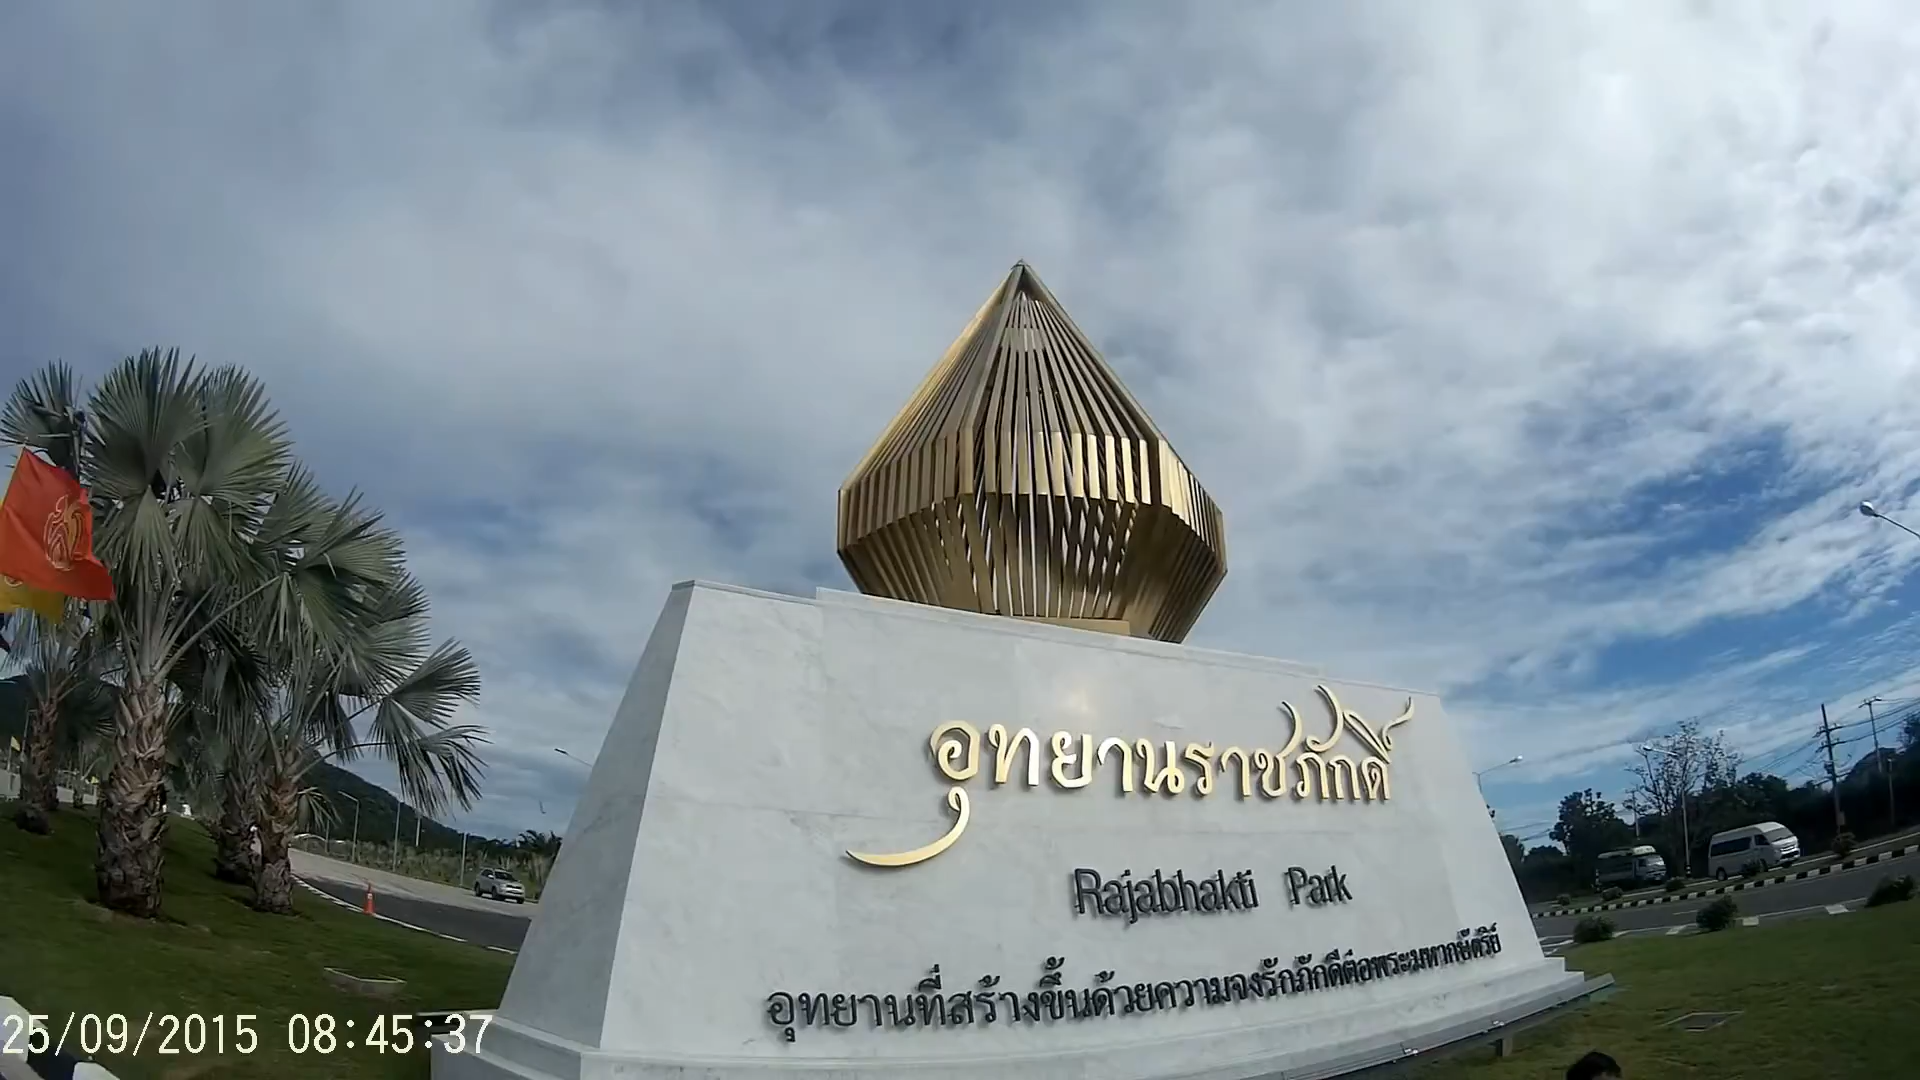 อุทยานราชภักดิ์
Rajabhakti Park
อุทยานที่สร้างขึ้นด้วยความจงรักภักดีต่อพระมหากษัตริย์
25/09/2015 08:45:37